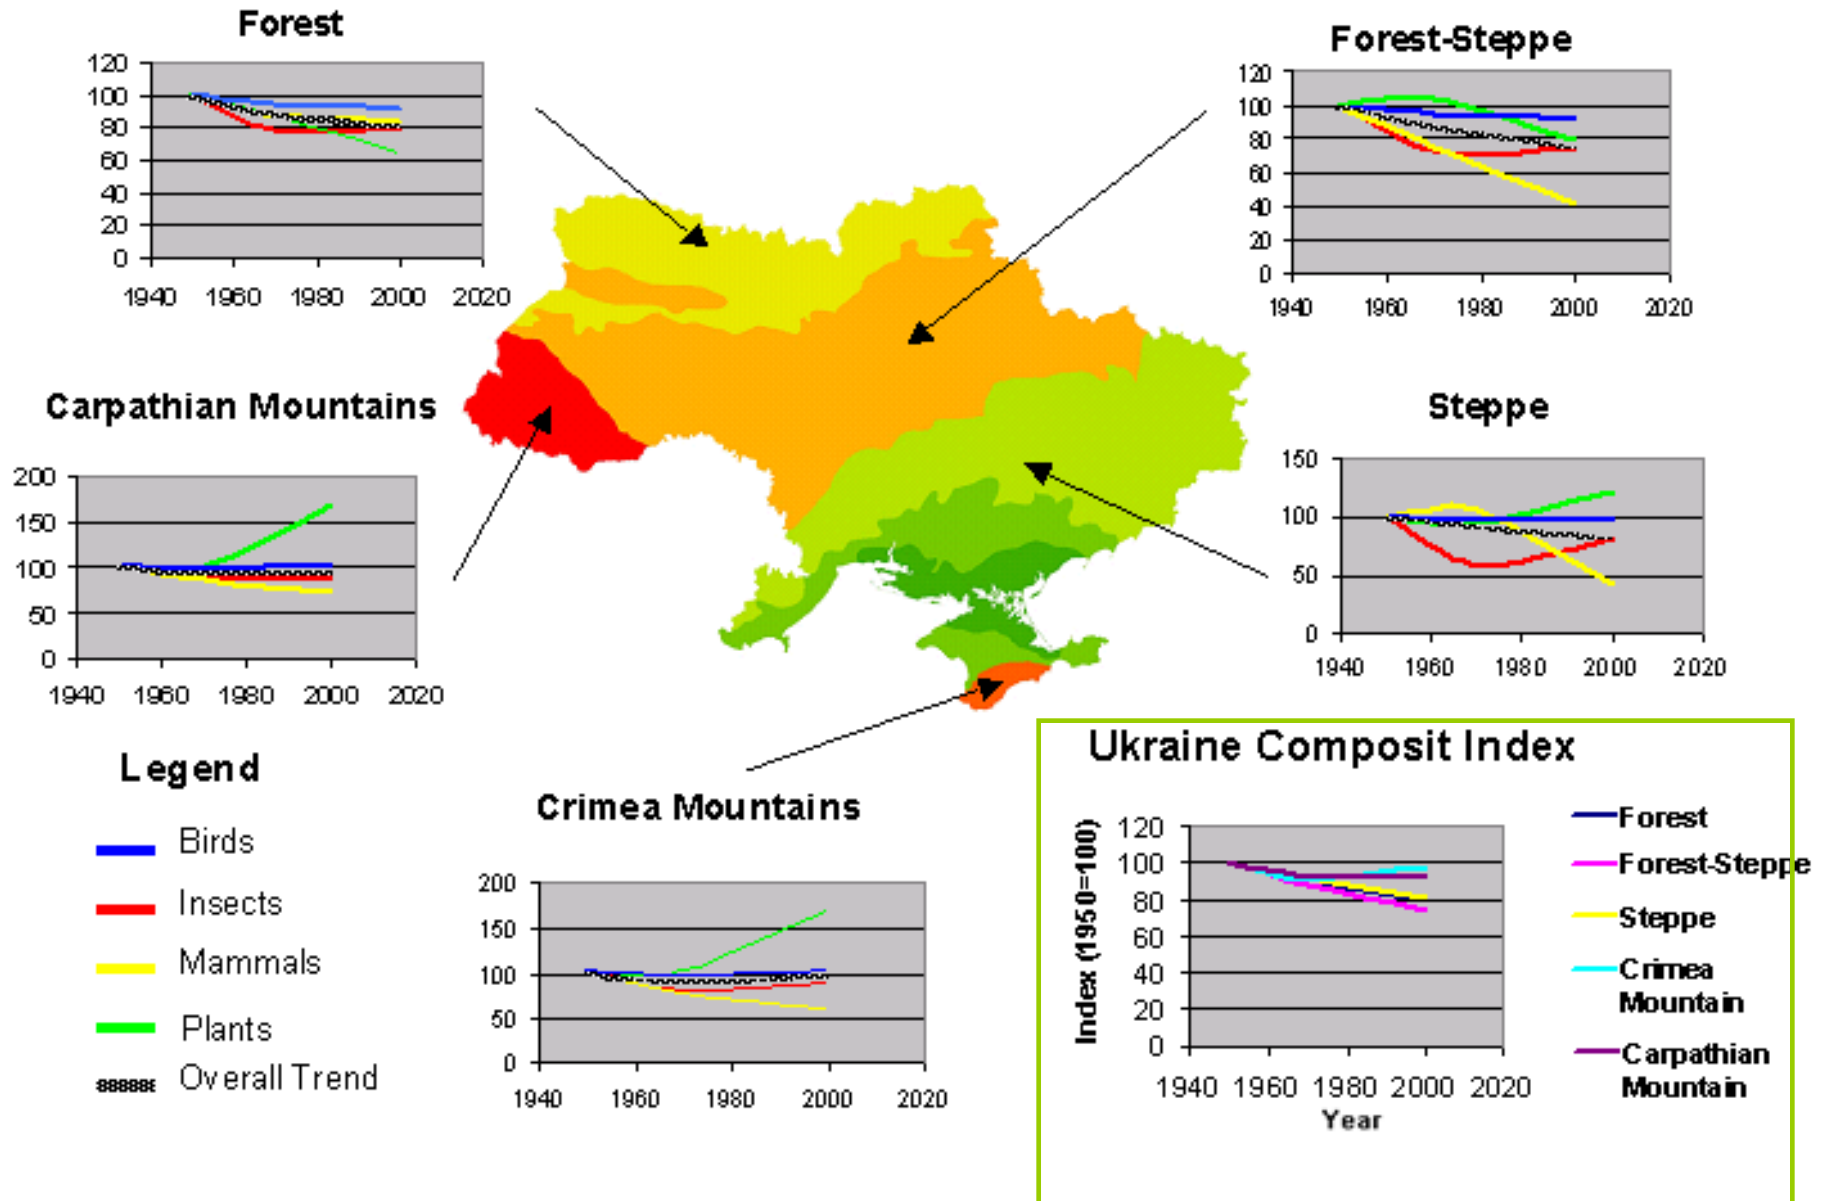 Forest
120
100
80
60
40
20
0
1940 1960 1980 2000 2020
Forest-Steppe
120
100
80
60
40
20
0
1940 1960 1980 2000 2020
Carpathian Mountains
200
150
100
50
0
1940 1960 1980 2000 2020
Steppe
150
100
50
0
1940 1960 1980 2000 2020
Legend
Birds
Insects
Mammals
Plants
Overall Trend
Crimea Mountains
200
150
100
50
0
1940 1960 1980 2000 2020
Ukraine Composit Index
Index (1950=100)
120
100
80
60
40
20
0
1940 1960 1980 2000 2020
Year
Forest
Forest-Steppe
Steppe
Crimea
Mountain
Carpathian
Mountain